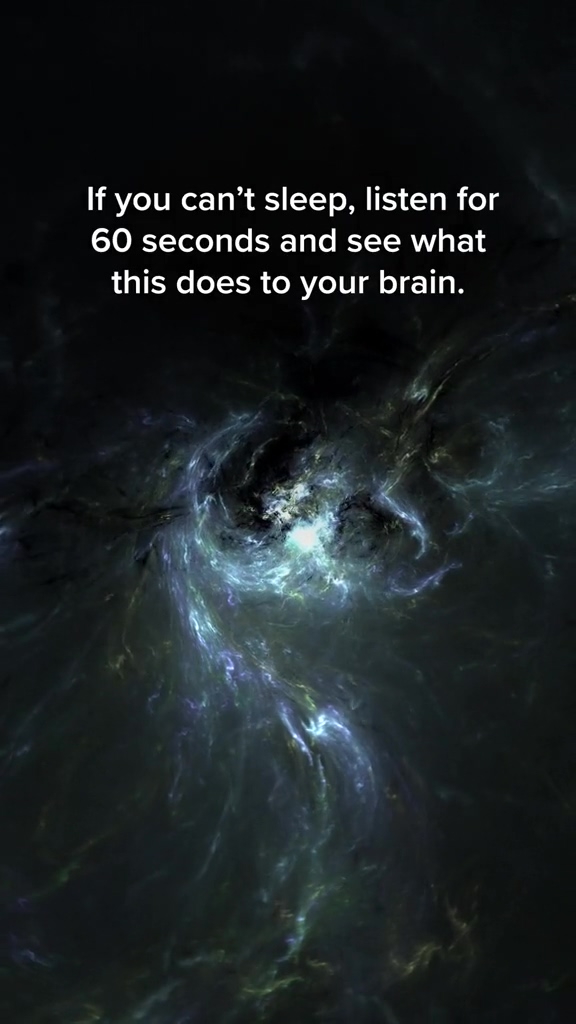 If you can’t sleep, listen for
60 seconds and see what
this does to your brain.